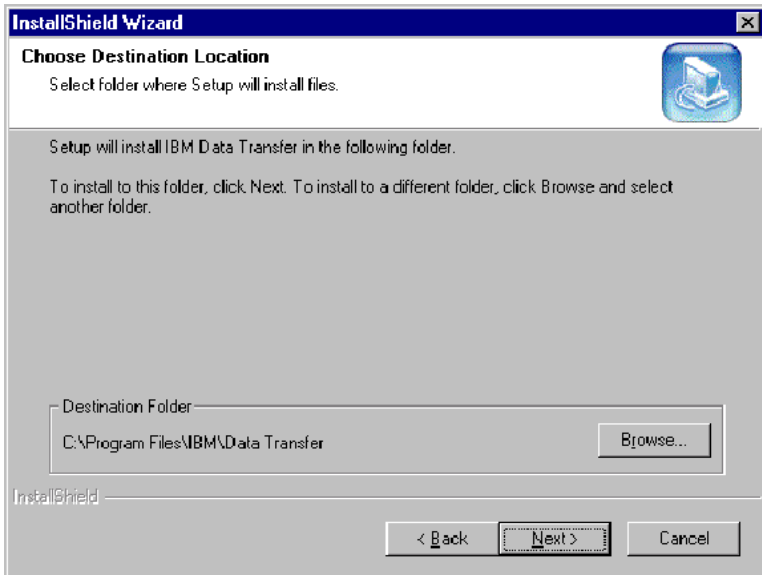 InstallShield Wizard
Choose Destination Location
Select folder where Setup will install files.
Setup will install IBM Data Transfer in the following folder.
To install to this folder, click Next. To install to a different folder, click Browse and select
another folder.
Destination Folder
C:\Program Files\IBM\Data Transfer
Browse...
InstallShield
< Back
Next >
Cancel